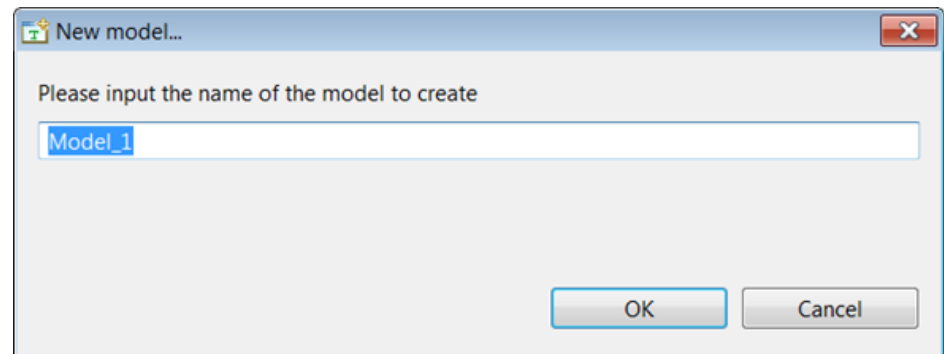 New model...
Please input the name of the model to create
Model_1
OK
Cancel